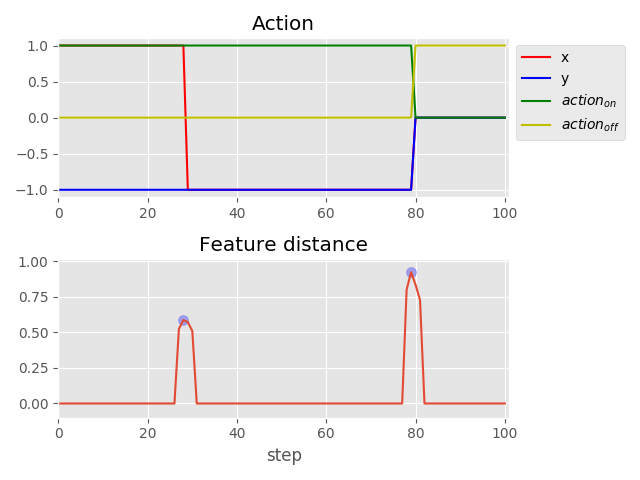 Action
1.0
0.5
0.0
−0.5
−1.0
0 20 40 60 80 100
x
y
action_on
action_off
Feature distance
1.00
0.75
0.50
0.25
0.00
0 20 40 60 80 100
step